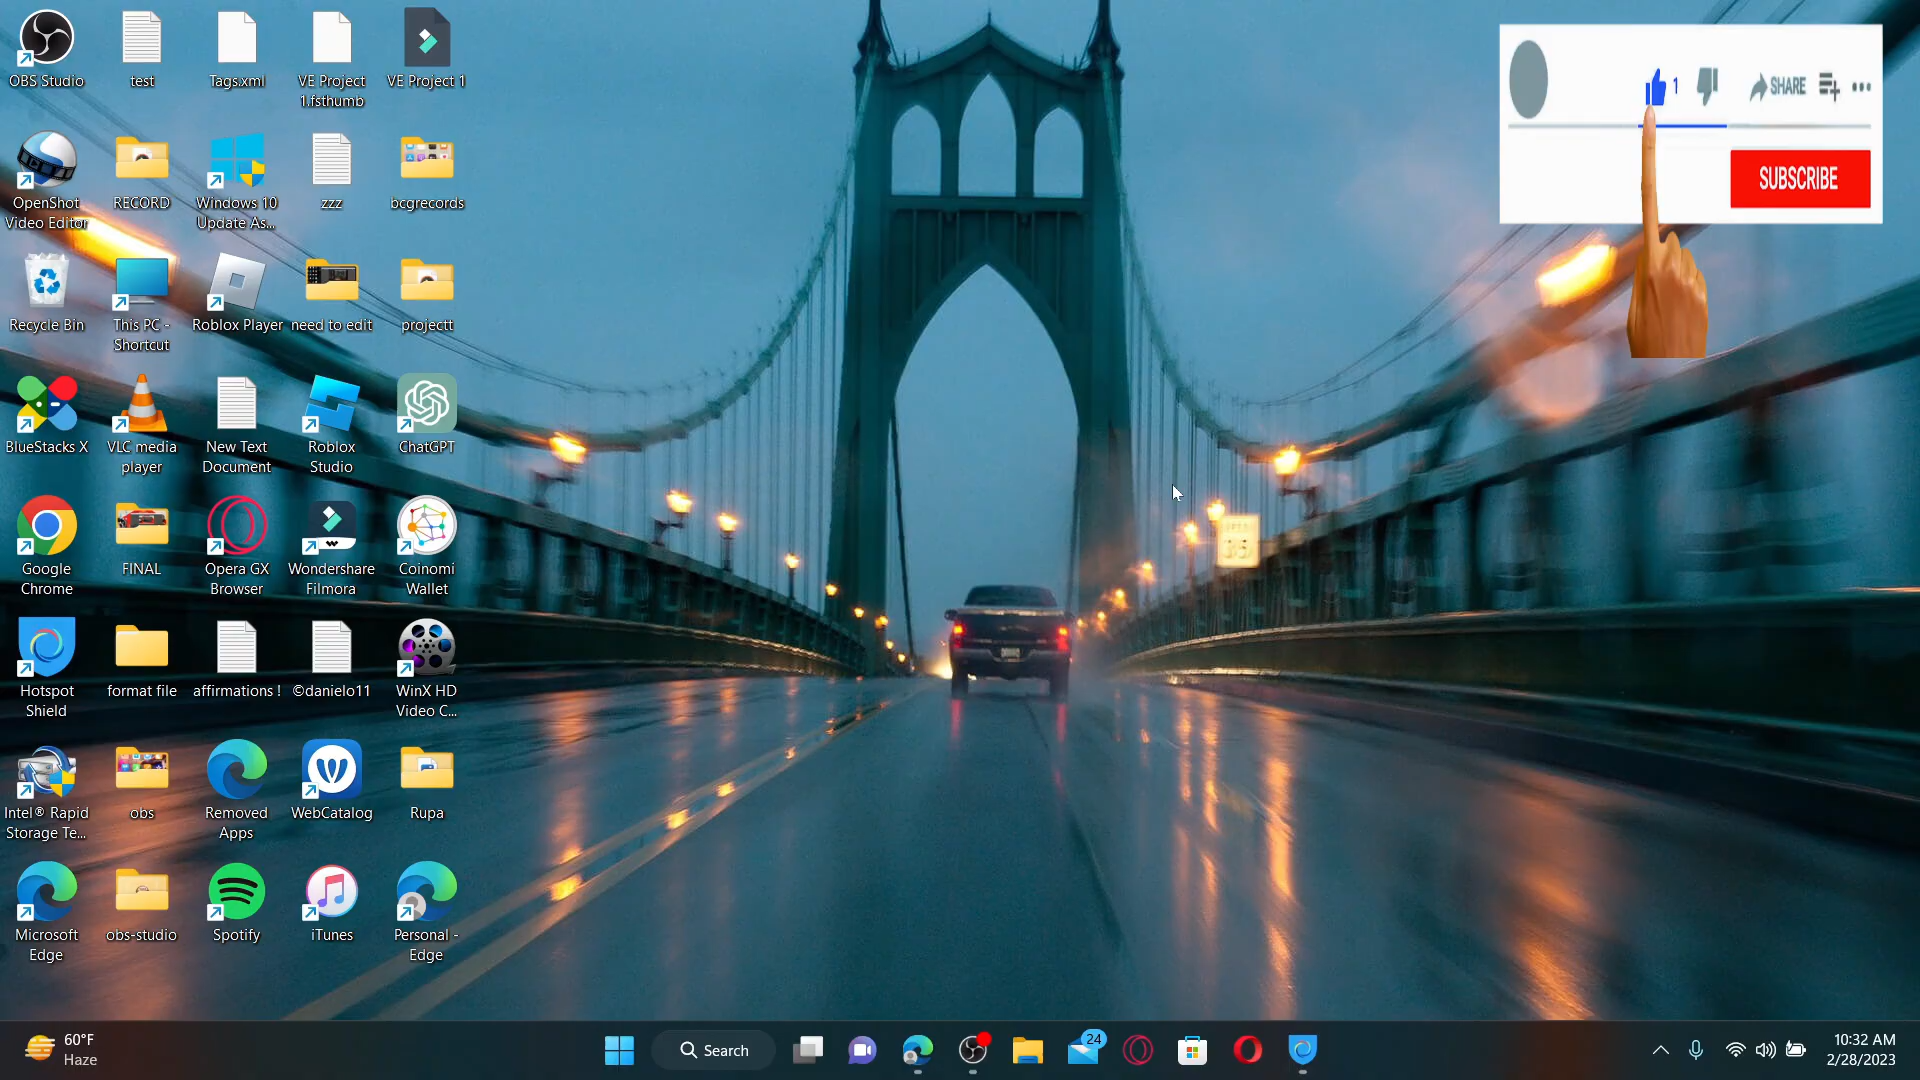 OBS Studio
test
Tags.xml
VE Project
1.fsthumb
VE Project 1
OpenShot
Video Editor
RECORD
Windows 10
Update As...
zzz
bcgrecords
Recycle Bin
This PC -
Shortcut
Roblox Player
need to edit
projectt
BlueStacks X
VLC media
player
New Text
Document
Roblox
Studio
ChatGPT
Google
Chrome
FINAL
Opera GX
Browser
Wondershare
Filmora
Coinomi
Wallet
Hotspot
Shield
format file
affirmations !
©danielo11
WinX HD
Video C...
Intel® Rapid
Storage Te...
obs
Removed
Apps
WebCatalog
Rupa
Microsoft
Edge
obs-studio
Spotify
iTunes
Personal -
Edge
1
SHARE
SUBSCRIBE
60°F
Haze
Search
24
10:32 AM
2/28/2023